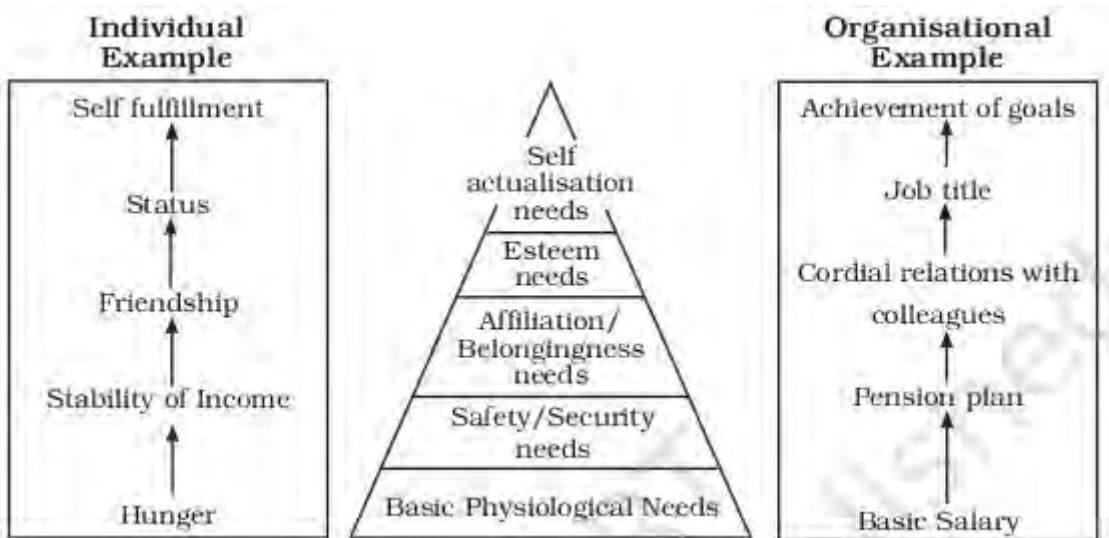 Individual
Example
Self fulfillment
Status
Friendship
Stability of Income
Hunger
Self
actualisation
needs
Esteem
needs
Affiliation/
Belongingness
needs
Safety/Security
needs
Basic Physiological Needs
Organisational
Example
Achievement of goals
Job title
Cordial relations with
colleagues
Pension plan
Basic Salary